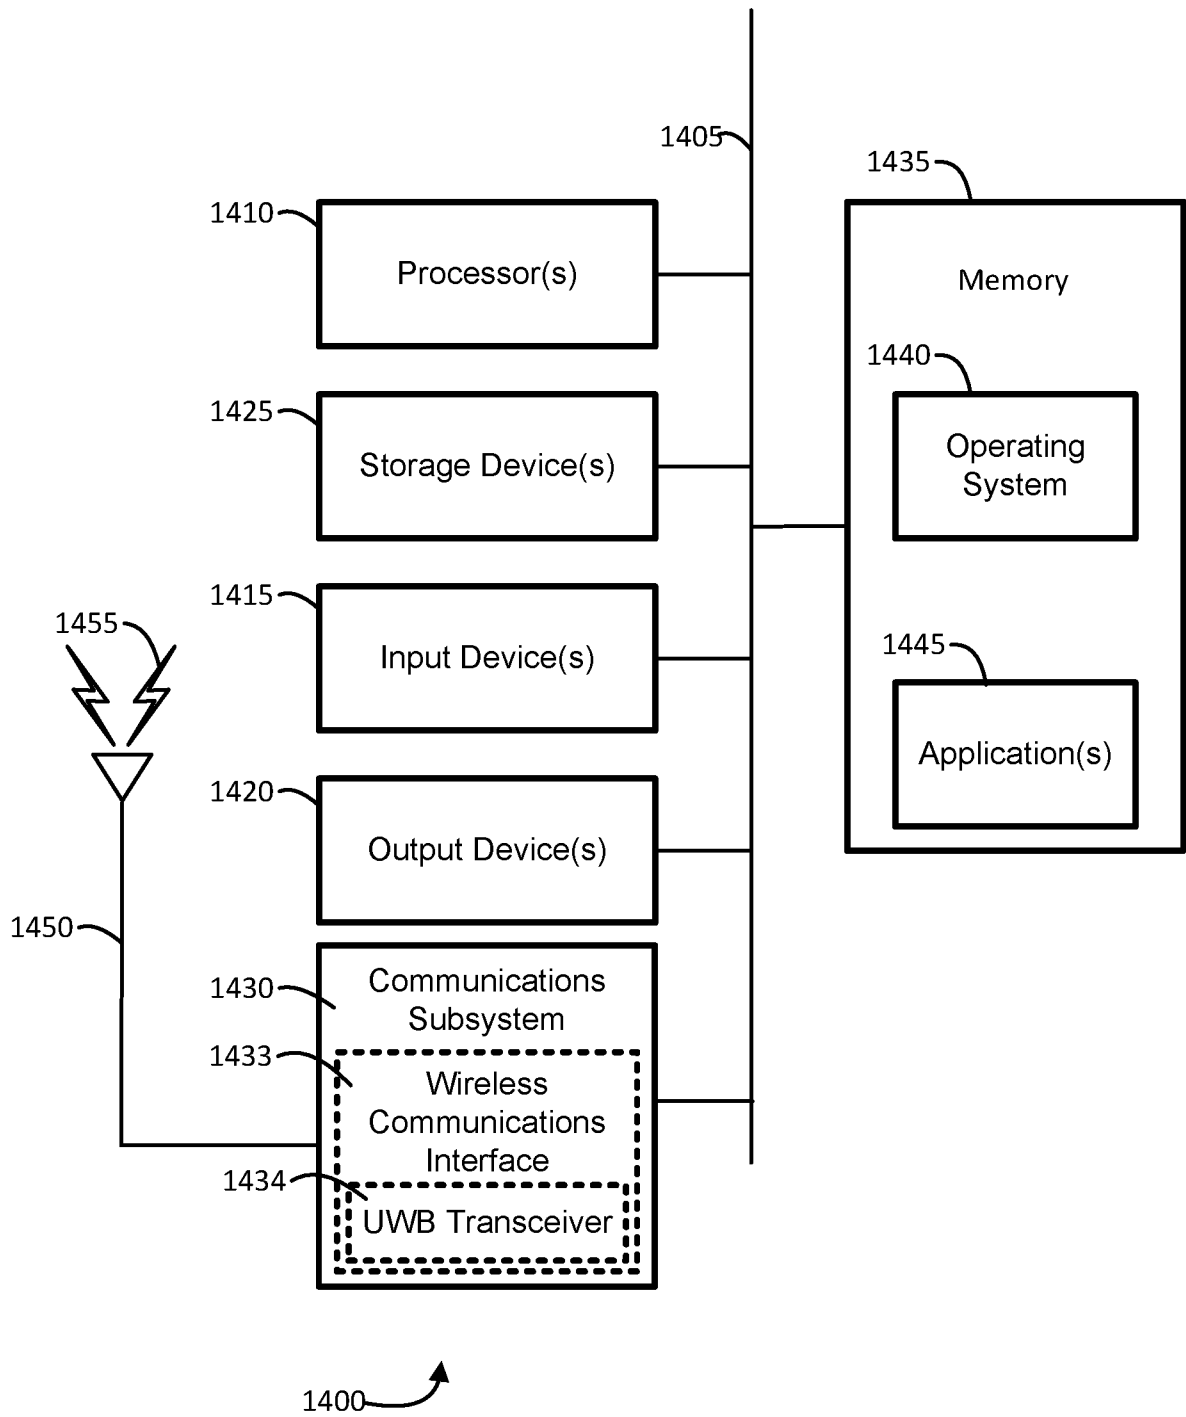 1405
1435
1410
Processor(s)
Memory
1440
1425
Storage Device(s)
Operating
System
1415
Input Device(s)
1455
1445
Application(s)
1420
Output Device(s)
1450
1430
Communications
Subsystem
1433
Wireless
Communications
Interface
1434
UWB Transceiver
1400